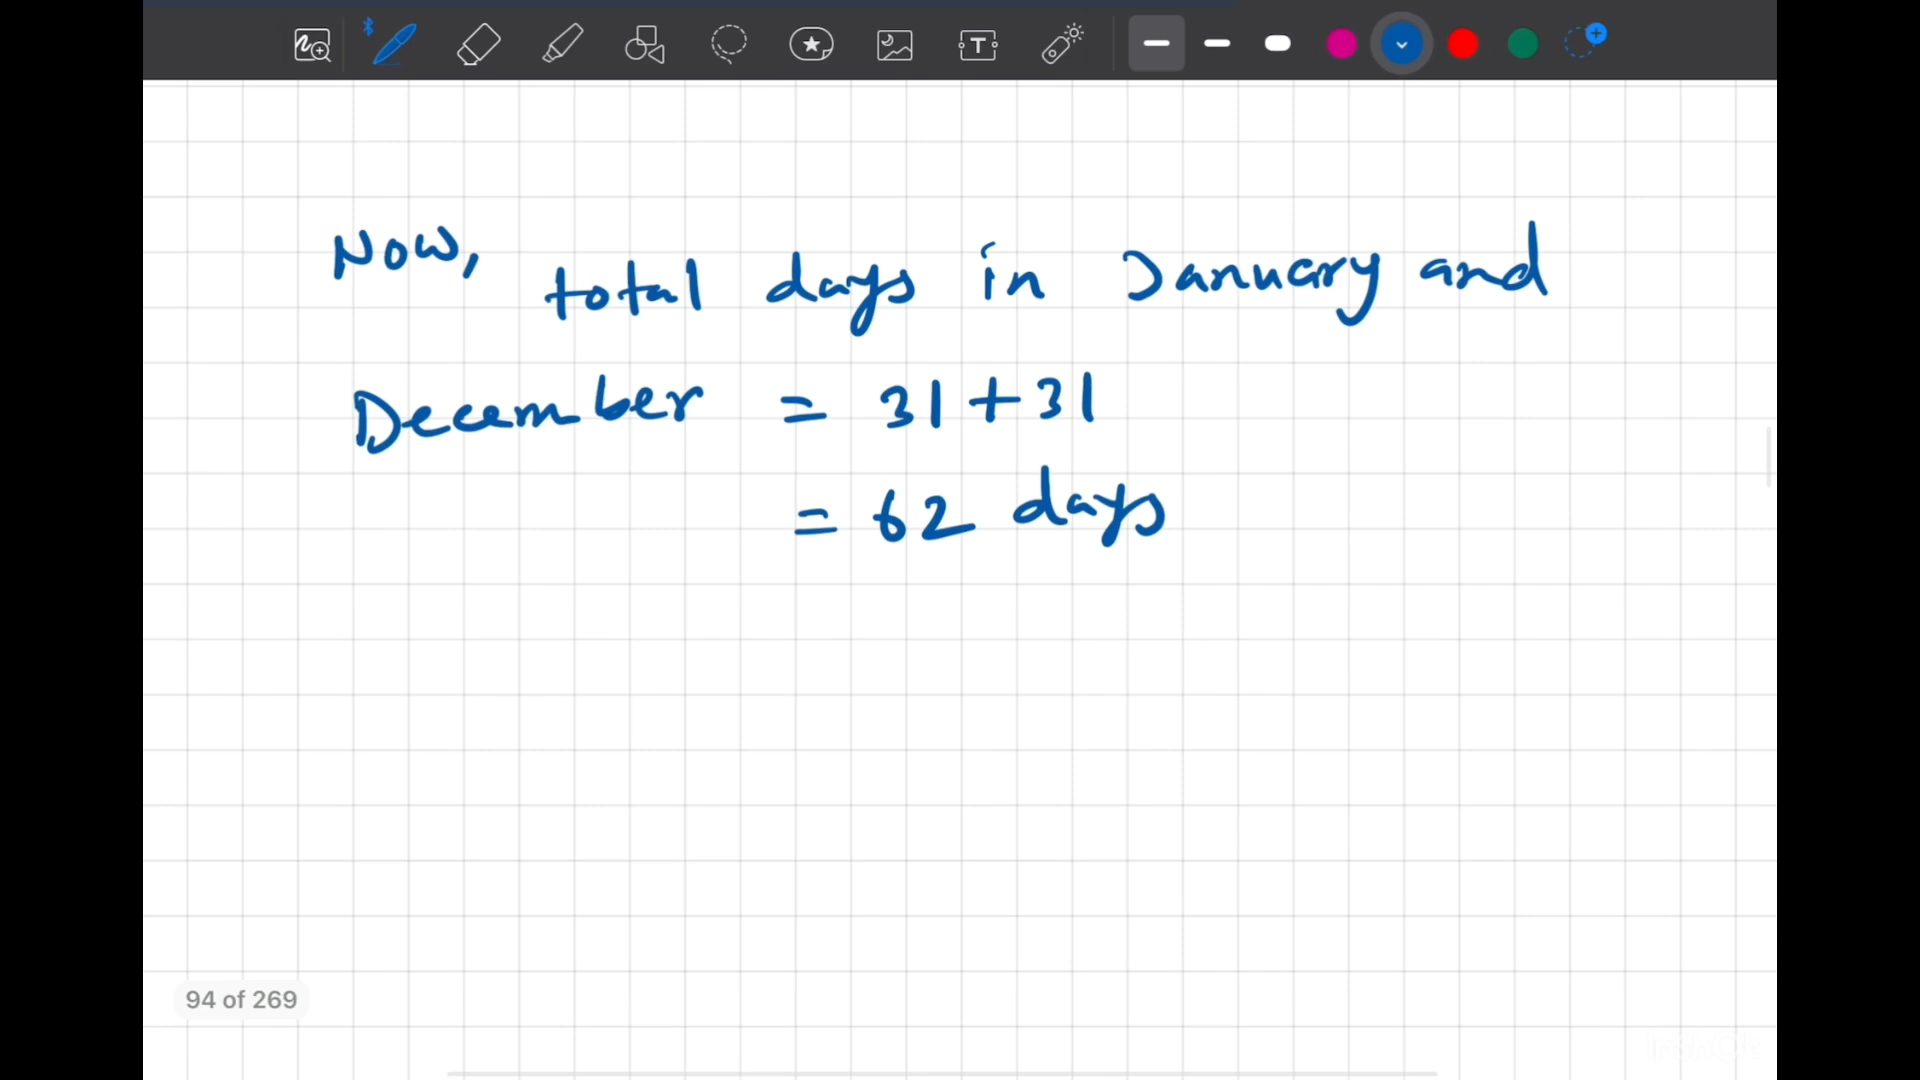 Now, total days in January and
December = 31+31
= 62 days
94 of 269